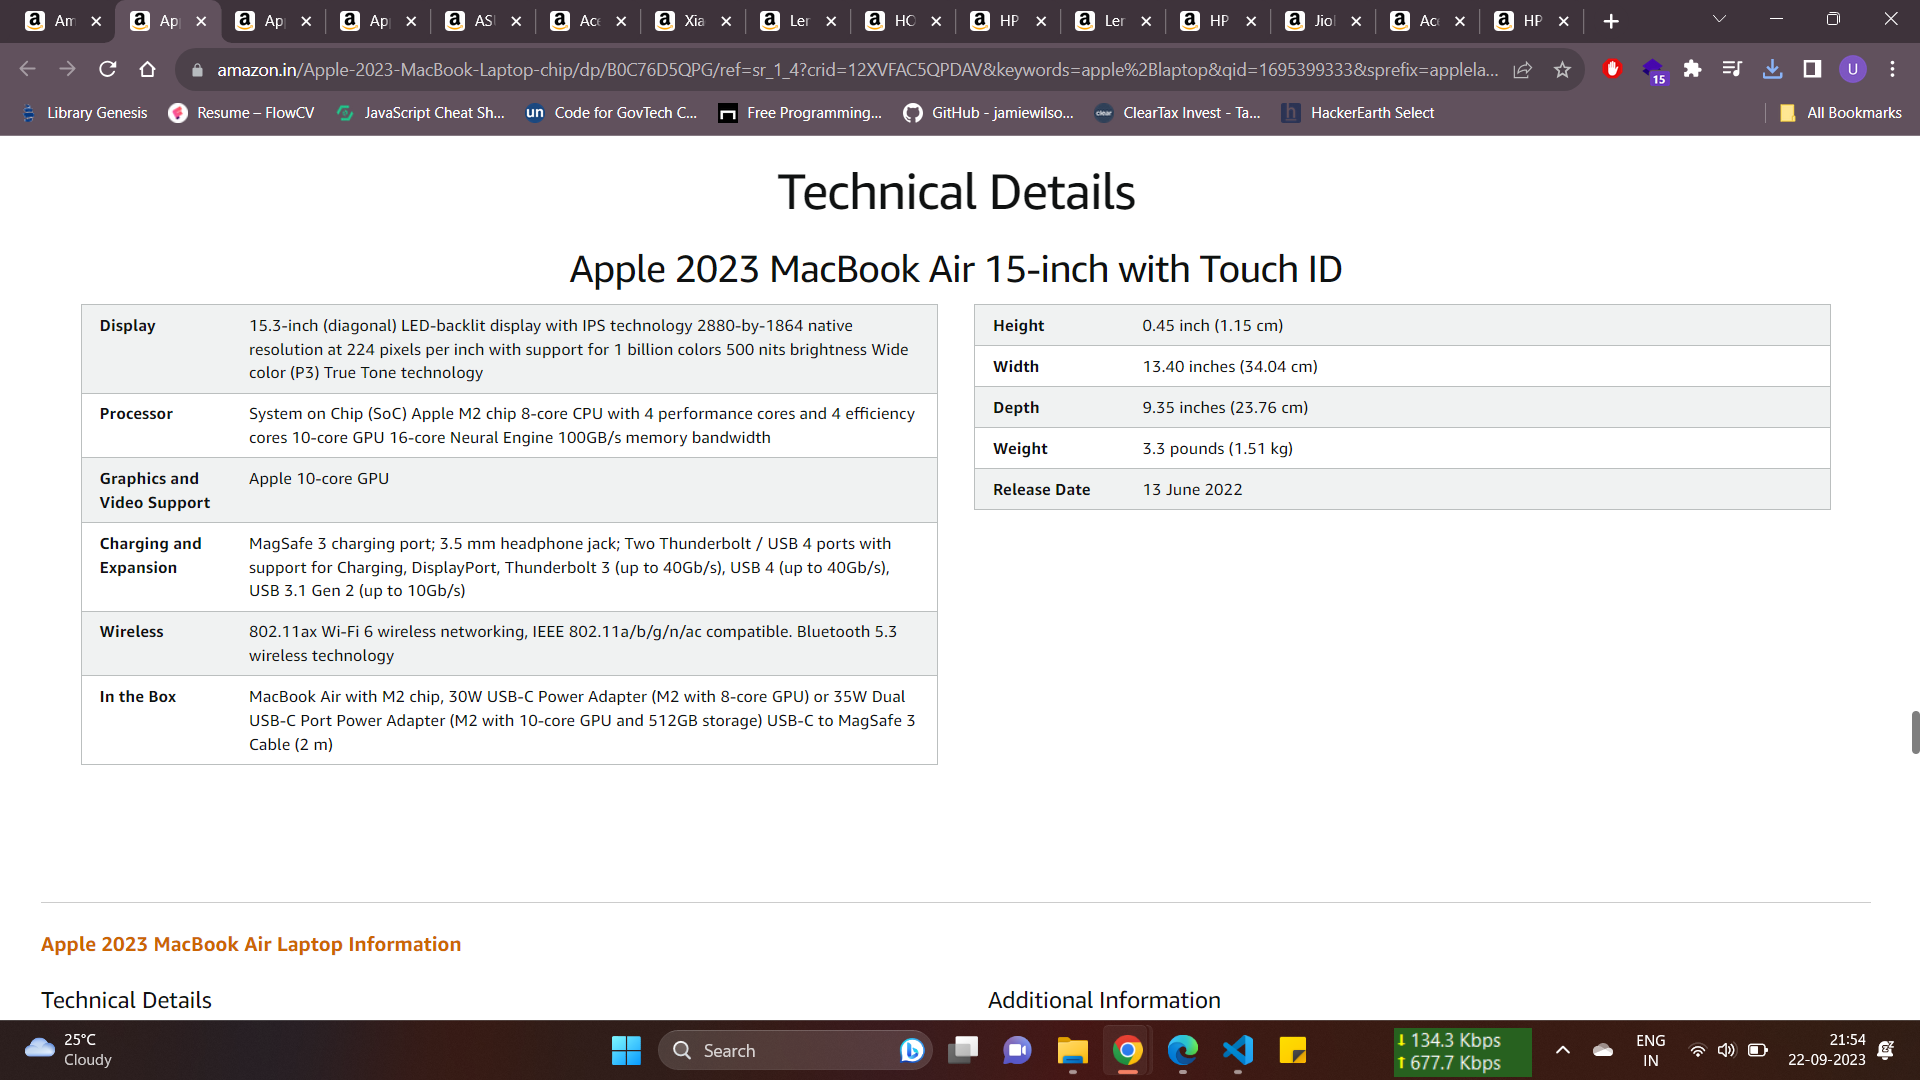 Am
Ap
Ap
Ap
ASU
Ace
Xia
Len
HO
HP
Len
HP
Jio
Ace
HP
amazon.in/Apple-2023-MacBook-Laptop-chip/dp/B0C76D5QPG/ref=sr_1_4?crid=12XVFAC5QPDAV&keywords=apple%2Blaptop&qid=1695399333&sprefix=applela...
15
U
Library Genesis
Resume – FlowCV
JavaScript Cheat Sh...
un Code for GovTech C...
Free Programming...
GitHub - jamiewilso...
clear ClearTax Invest - Ta...
h HackerEarth Select
All Bookmarks
Technical Details
Apple 2023 MacBook Air 15-inch with Touch ID
Display
15.3-inch (diagonal) LED-backlit display with IPS technology 2880-by-1864 native
resolution at 224 pixels per inch with support for 1 billion colors 500 nits brightness Wide
color (P3) True Tone technology
Processor
System on Chip (SoC) Apple M2 chip 8-core CPU with 4 performance cores and 4 efficiency
cores 10-core GPU 16-core Neural Engine 100GB/s memory bandwidth
Graphics and
Video Support
Apple 10-core GPU
Charging and
Expansion
MagSafe 3 charging port; 3.5 mm headphone jack; Two Thunderbolt / USB 4 ports with
support for Charging, DisplayPort, Thunderbolt 3 (up to 40Gb/s), USB 4 (up to 40Gb/s),
USB 3.1 Gen 2 (up to 10Gb/s)
Wireless
802.11ax Wi-Fi 6 wireless networking, IEEE 802.11a/b/g/n/ac compatible. Bluetooth 5.3
wireless technology
In the Box
MacBook Air with M2 chip, 30W USB-C Power Adapter (M2 with 8-core GPU) or 35W Dual
USB-C Port Power Adapter (M2 with 10-core GPU and 512GB storage) USB-C to MagSafe 3
Cable (2 m)
Height 0.45 inch (1.15 cm)
Width 13.40 inches (34.04 cm)
Depth 9.35 inches (23.76 cm)
Weight 3.3 pounds (1.51 kg)
Release Date 13 June 2022
Apple 2023 MacBook Air Laptop Information
Technical Details
Additional Information
25°C
Cloudy
Search
134.3 Kbps
677.7 Kbps
ENG
IN
21:54
22-09-2023